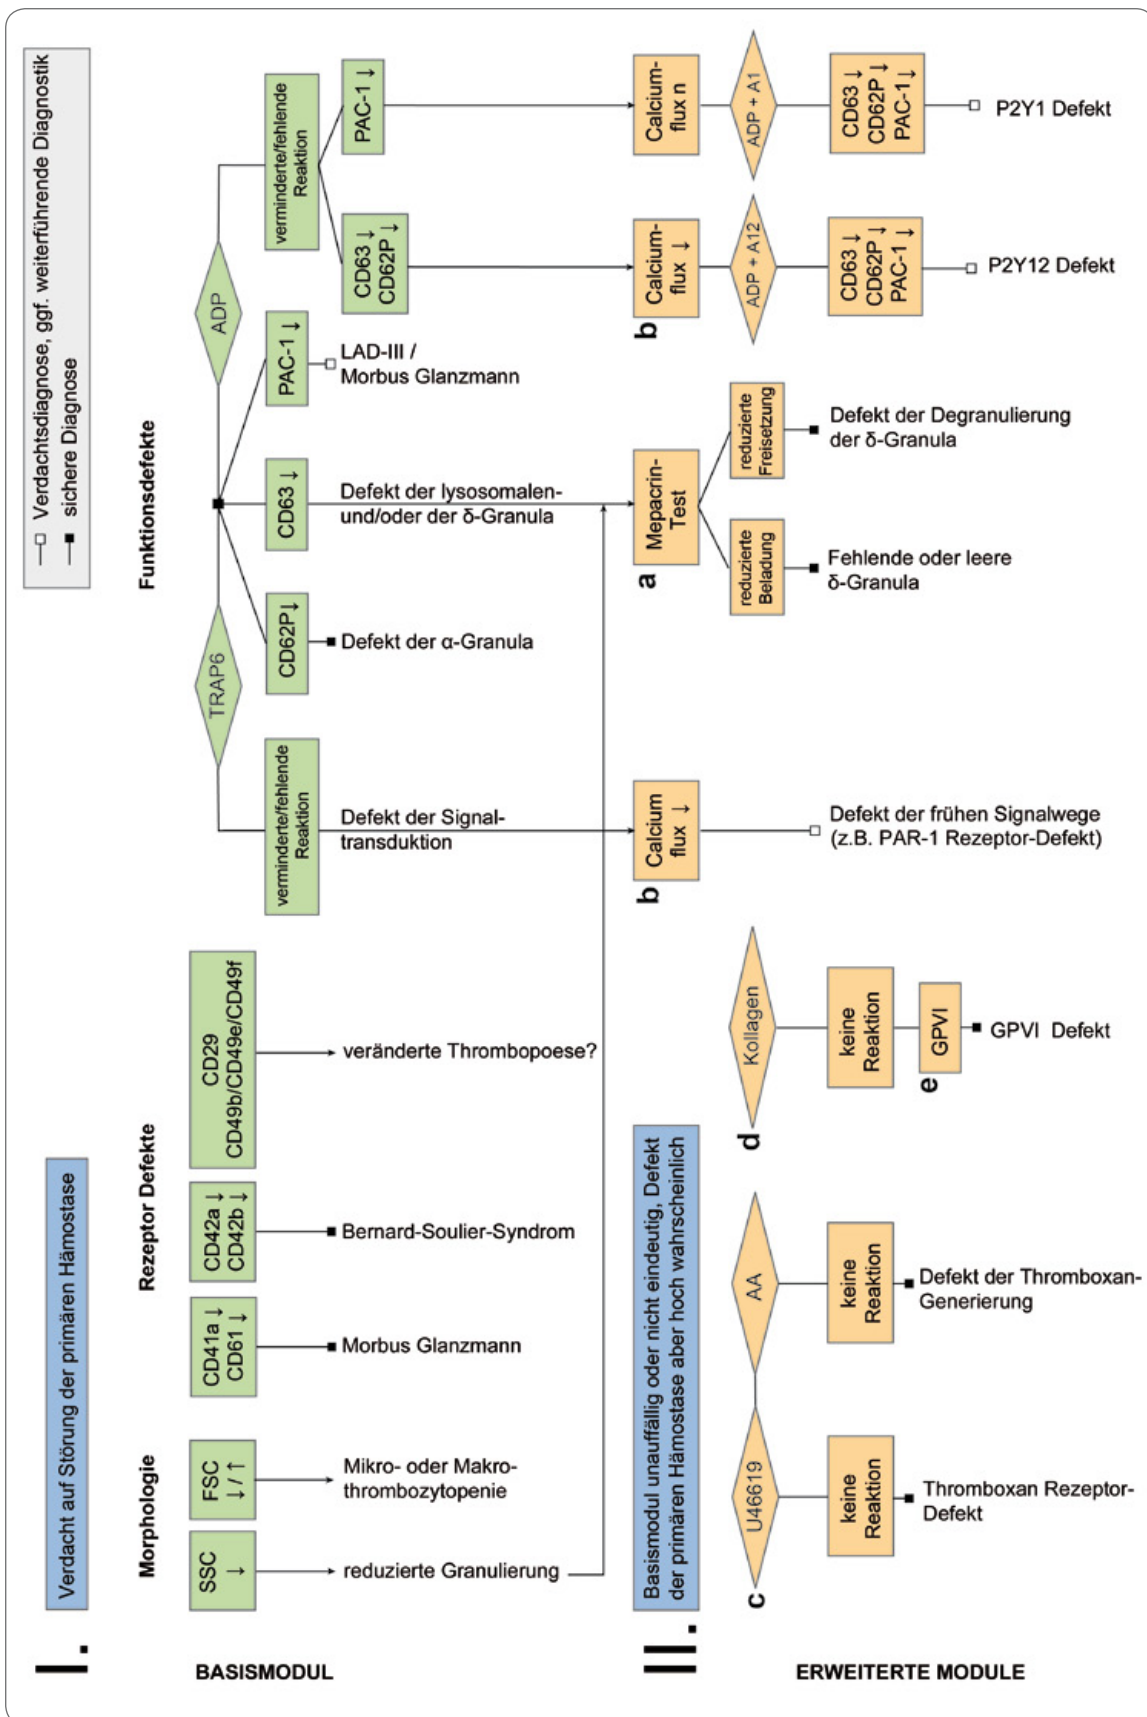 I.
Verdacht auf Störung der primären Hämostase
Verdachtsdiagnose, ggf. weiterführende Diagnostik
sichere Diagnose
BASISMODUL
Morphologie
SSC
↓
reduzierte Granulierung
FSC
↓ / ↑
Mikro- oder Makro-
thrombozytopenie
Rezeptor Defekte
CD41a ↓
CD61 ↓
Morbus Glanzmann
CD42a ↓
CD42b ↓
Bernard-Soulier-Syndrom
CD29
CD49b/CD49e/CD49f
veränderte Thrombopoese?
Funktionsdefekte
TRAP6
ADP
verminderte/fehlende
Reaktion
Defekt der Signal-
transduktion
CD62P↓
Defekt der α-Granula
CD63 ↓
Defekt der lysosomalen-
und/oder der δ-Granula
PAC-1 ↓
LAD-III /
Morbus Glanzmann
verminderte/fehlende
Reaktion
CD63 ↓
CD62P ↓
PAC-1 ↓
II.
Basismodul unauffällig oder nicht eindeutig, Defekt
der primären Hämostase aber hoch wahrscheinlich
ERWEITERTE MODULE
c
U46619
keine
Reaktion
Thromboxan Rezeptor-
Defekt
AA
keine
Reaktion
Defekt der Thromboxan-
Generierung
d
Kollagen
keine
Reaktion
e
GPVI
GPVI Defekt
b
Calcium
flux ↓
Defekt der frühen Signalwege
(z.B. PAR-1 Rezeptor-Defekt)
a
Mepacrin-
Test
reduzierte
Beladung
Fehlende oder leere
δ-Granula
reduzierte
Freisetzung
Defekt der Degranulierung
der δ-Granula
b
Calcium-
flux ↓
ADP + A12
CD63 ↓
CD62P ↓
PAC-1 ↓
P2Y12 Defekt
Calcium-
flux n
ADP + A1
CD63 ↓
CD62P ↓
PAC-1 ↓
P2Y1 Defekt